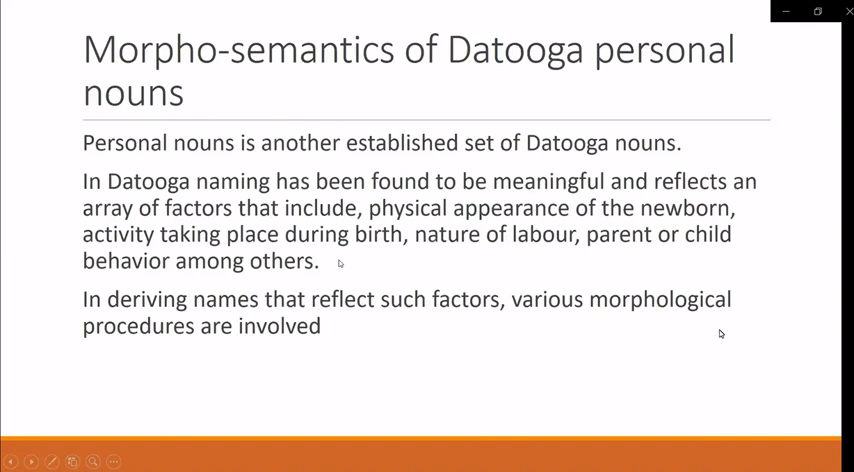 Morpho-semantics of Datooga personal
nouns
Personal nouns is another established set of Datooga nouns.
In Datooga naming has been found to be meaningful and reflects an
array of factors that include, physical appearance of the newborn,
activity taking place during birth, nature of labour, parent or child
behavior among others.
In deriving names that reflect such factors, various morphological
procedures are involved